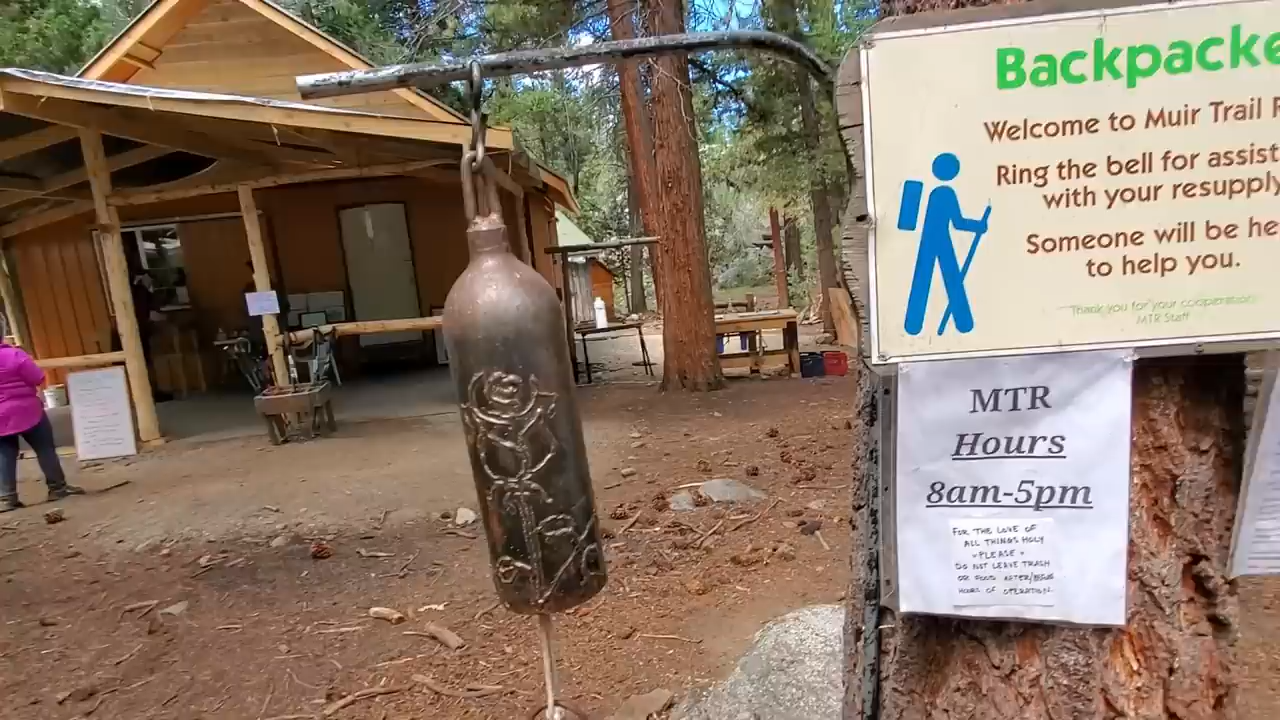 Backpacke
Welcome to Muir Trail R
Ring the bell for assist
with your resupply
Someone will be he
to help you.
Thank you for your cooperation.
MTR Staff
MTR
Hours
8am-5pm
FOR THE LOVE OF
ALL THINGS HOLY
PLEASE
DO NOT LEAVE TRASH
OR FOOD AFTER/
HOURS OF OPERATION.